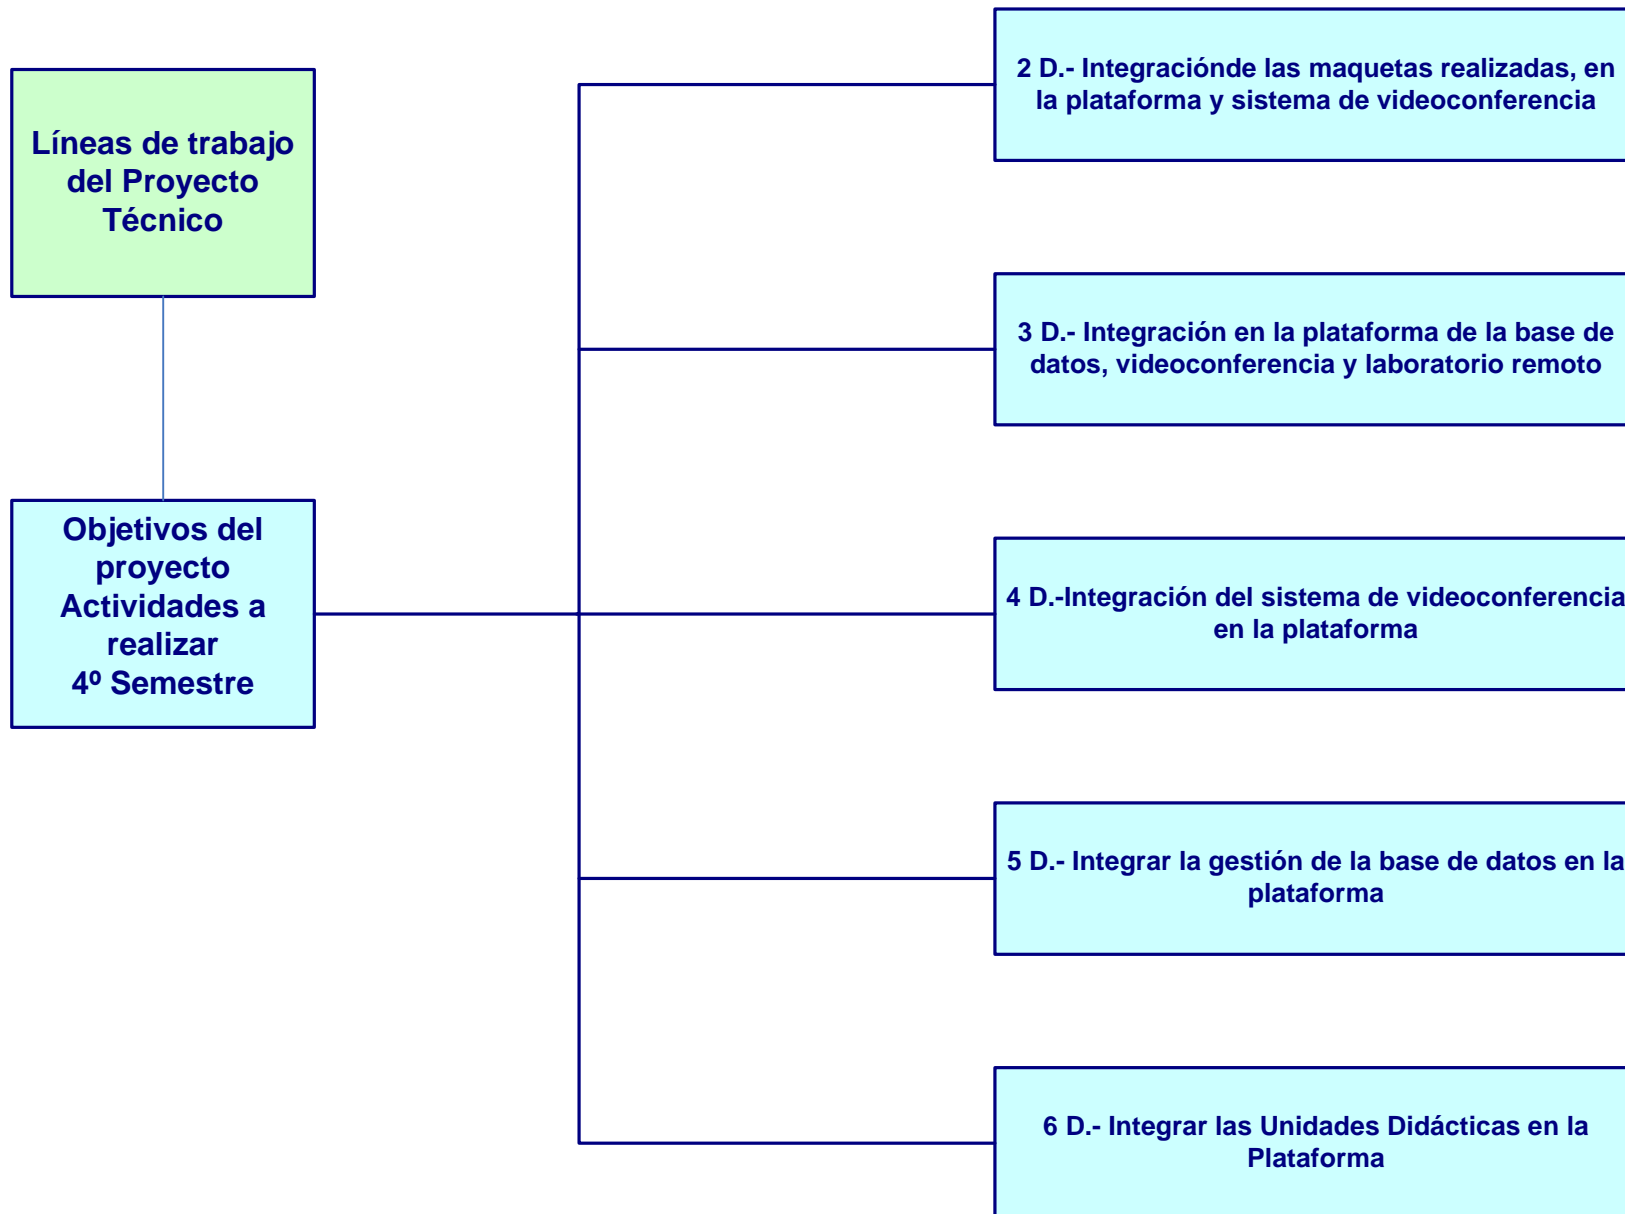 Líneas de trabajo
del Proyecto
Técnico
Objetivos del
proyecto
Actividades a
realizar
4º Semestre
2 D.- Integraciónde las maquetas realizadas, en
la plataforma y sistema de videoconferencia
3 D.- Integración en la plataforma de la base de
datos, videoconferencia y laboratorio remoto
4 D.-Integración del sistema de videoconferencia
en la plataforma
5 D.- Integrar la gestión de la base de datos en la
plataforma
6 D.- Integrar las Unidades Didácticas en la
Plataforma